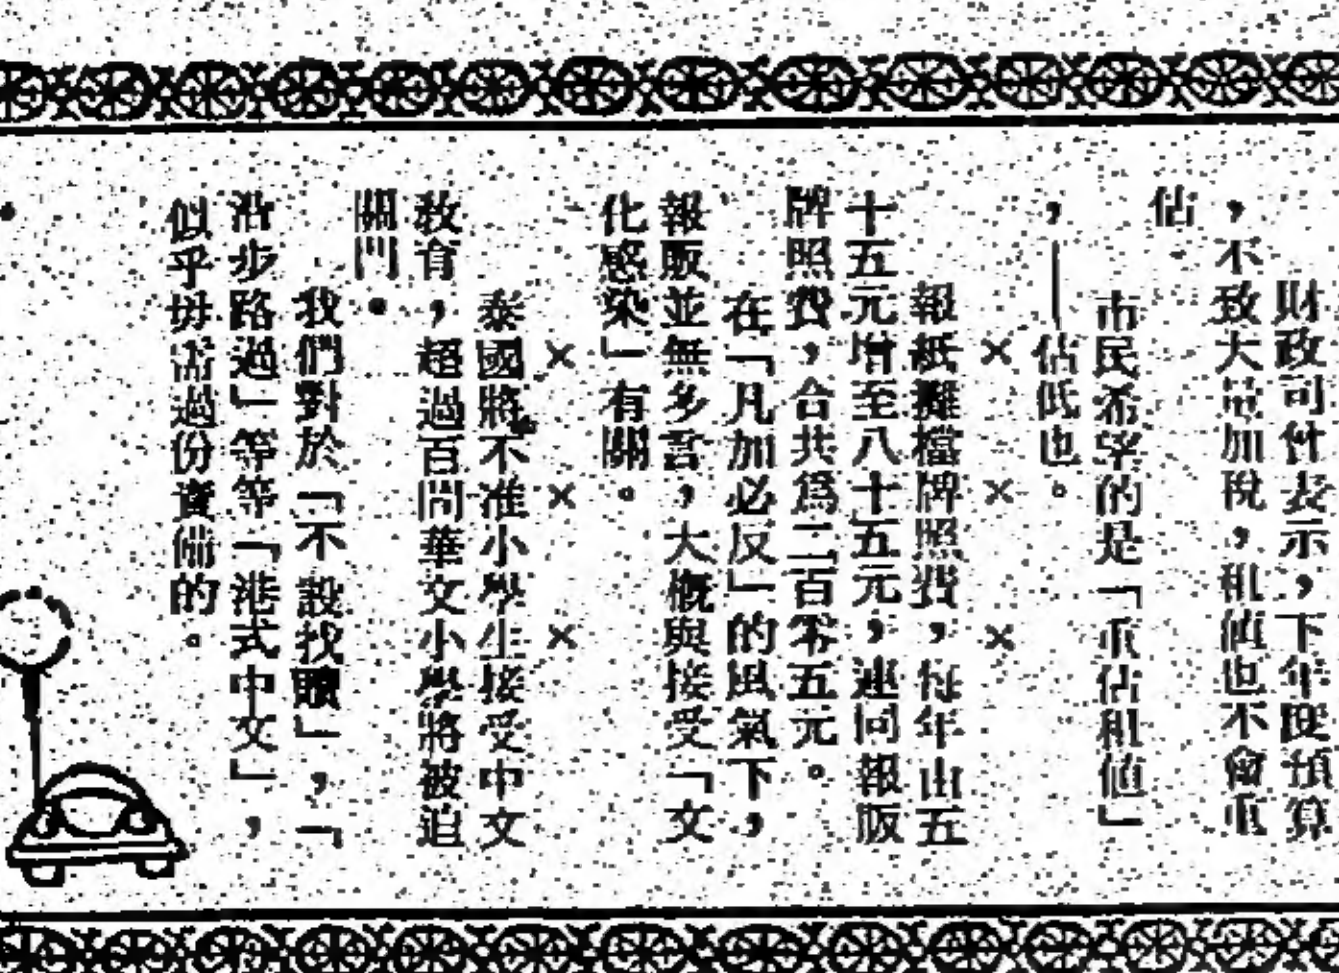 財政司曾表示，下年度預算
，不致大量加稅，租值也不會重
估
市民希望的是「重估租值」
，——估低也。
× × ×
報紙攤檔牌照費，每年由五
十五元增至八十五元，連同報販
牌照費，合共為二百零五元。
在「凡加必反」的風氣下，
報販並無多言，大概與接受「文
化感染」有關。
× × ×
泰國將不准小學生接受中文
教育，超過百間華文小學將被迫
關門。
我們對於「不設找贖」，「
沿步路過」等等「港式中文」，
似乎毋需過份責備的。